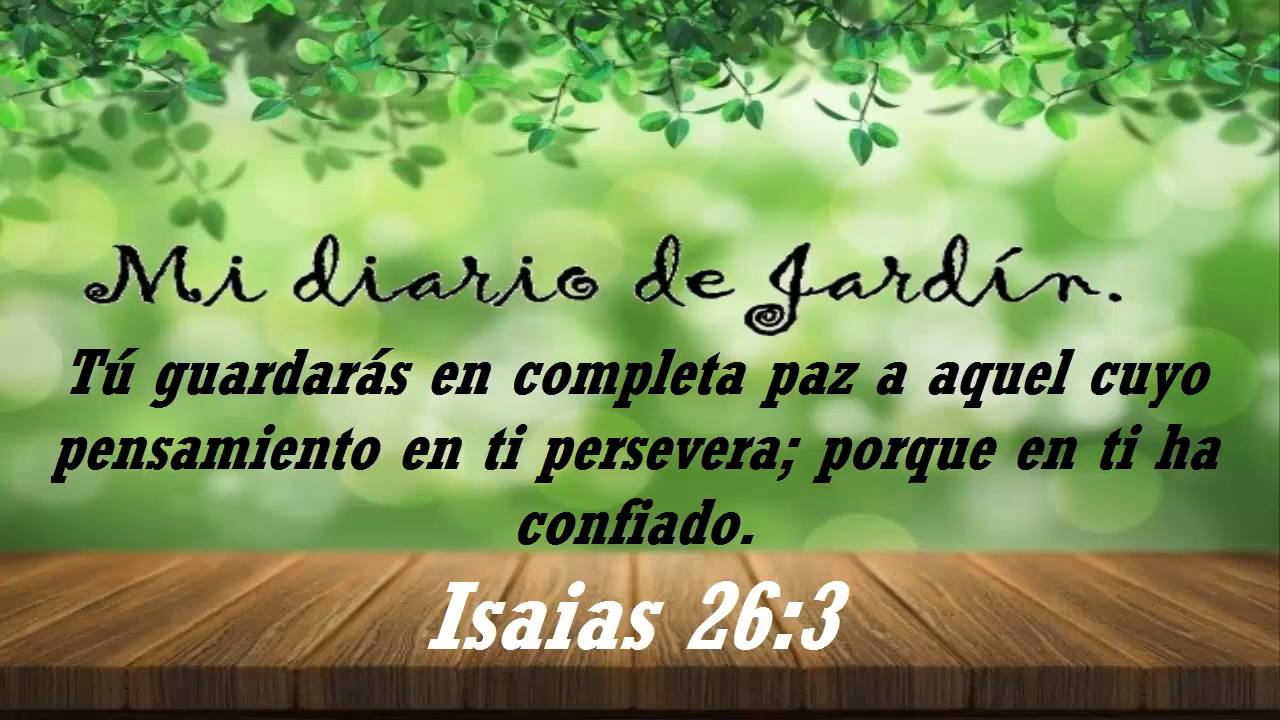 Mi diario de Jardín.
Tú guardarás en completa paz a aquel cuyo
pensamiento en ti persevera; porque en ti ha
confiado.
Isaias 26:3